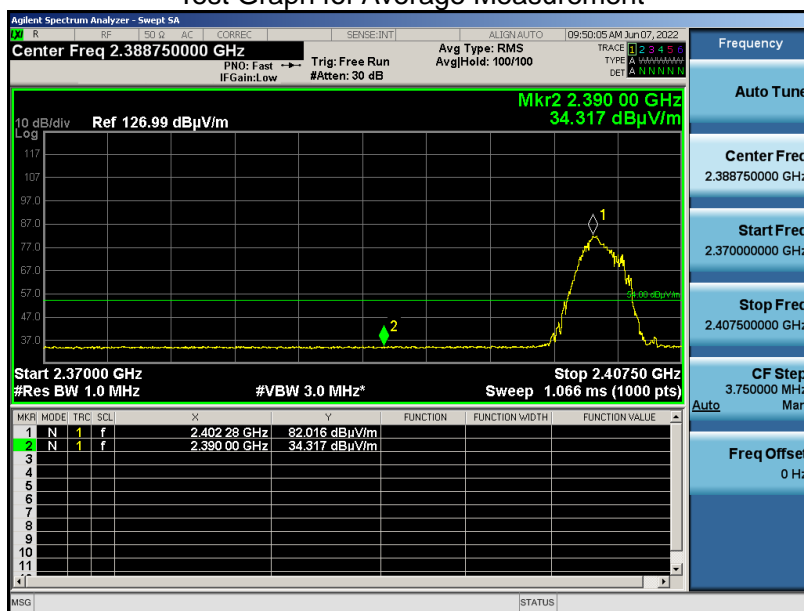 Test Graph for Average Measurement
Agilent Spectrum Analyzer - Swept SA
LXI R RF 50 Ω AC CORREC SENSE:INT ALIGN AUTO 09:50:05 AM Jun 07, 2022
Center Freq 2.388750000 GHz
PNO: Fast
IFGain:Low
Trig: Free Run
#Atten: 30 dB
Avg Type: RMS
Avg|Hold: 100/100
TRACE 1 2 3 4 5 6
TYPE A WWWWW
DET A N N N N N
Mkr2 2.390 00 GHz
34.317 dBµV/m
10 dB/div Ref 126.99 dBµV/m
Log
117
107
97.0
87.0
77.0
67.0
57.0
47.0
37.0
1
54.00 dBµV/m
2
Start 2.37000 GHz Stop 2.40750 GHz
#Res BW 1.0 MHz #VBW 3.0 MHz* Sweep 1.066 ms (1000 pts)
MKR MODE TRC SCL X Y FUNCTION FUNCTION WIDTH FUNCTION VALUE
1 N 1 f 2.402 28 GHz 82.016 dBµV/m
2 N 1 f 2.390 00 GHz 34.317 dBµV/m
3
4
5
6
7
8
9
10
11
MSG STATUS
Frequency
Auto Tune
Center Freq
2.388750000 GHz
Start Freq
2.370000000 GHz
Stop Freq
2.407500000 GHz
CF Step
3.750000 MHz
Auto Man
Freq Offset
0 Hz